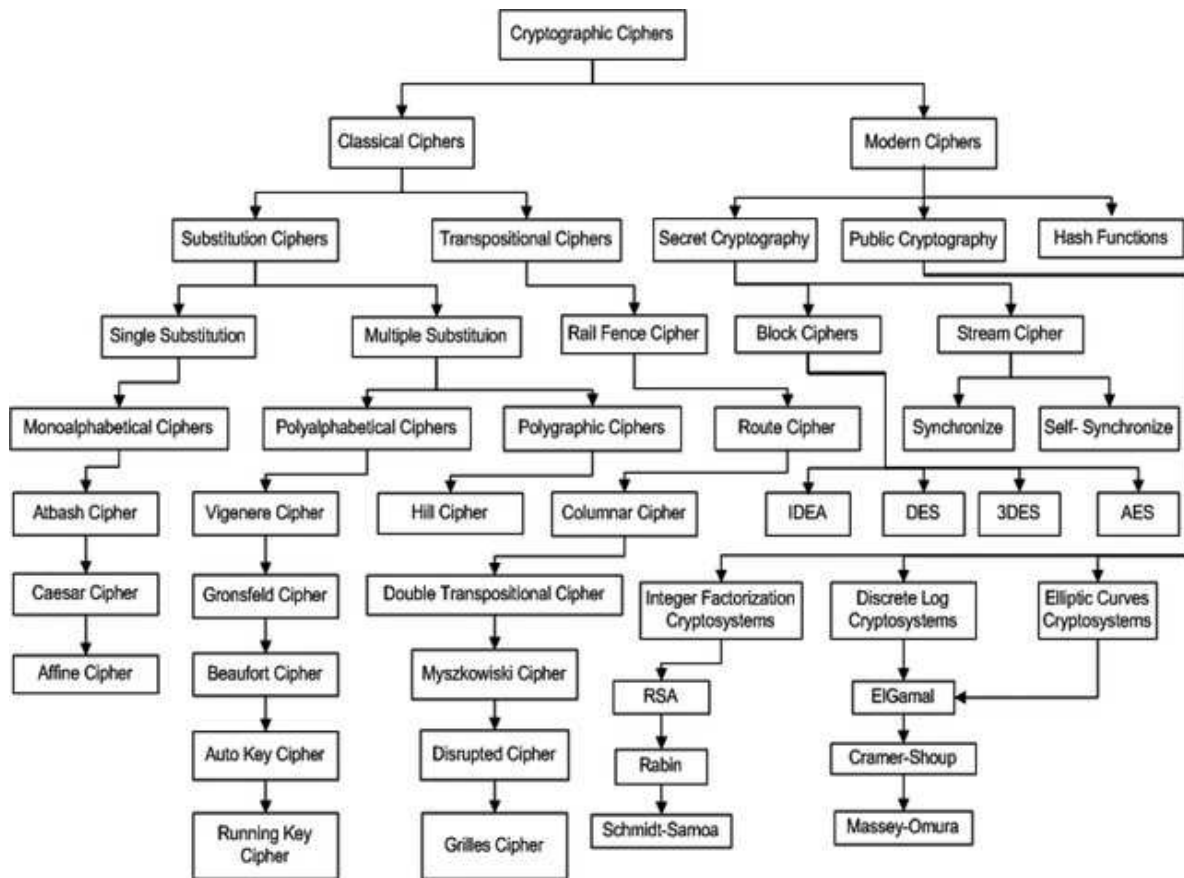 Cryptographic Ciphers
Classical Ciphers
Modern Ciphers
Substitution Ciphers
Transpositional Ciphers
Secret Cryptography
Public Cryptography
Hash Functions
Single Substitution
Multiple Substituion
Rail Fence Cipher
Block Ciphers
Stream Cipher
Monoalphabetical Ciphers
Polyalphabetical Ciphers
Polygraphic Ciphers
Route Cipher
Synchronize
Self- Synchronize
Atbash Cipher
Vigenere Cipher
Hill Cipher
Columnar Cipher
IDEA
DES
3DES
AES
Caesar Cipher
Gronsfeld Cipher
Double Transpositional Cipher
Integer Factorization
Cryptosystems
Discrete Log
Cryptosystems
Elliptic Curves
Cryptosystems
Affine Cipher
Beaufort Cipher
Myszkowiski Cipher
RSA
ElGamal
Auto Key Cipher
Disrupted Cipher
Rabin
Cramer-Shoup
Running Key
Cipher
Grilles Cipher
Schmidt-Samoa
Massey-Omura